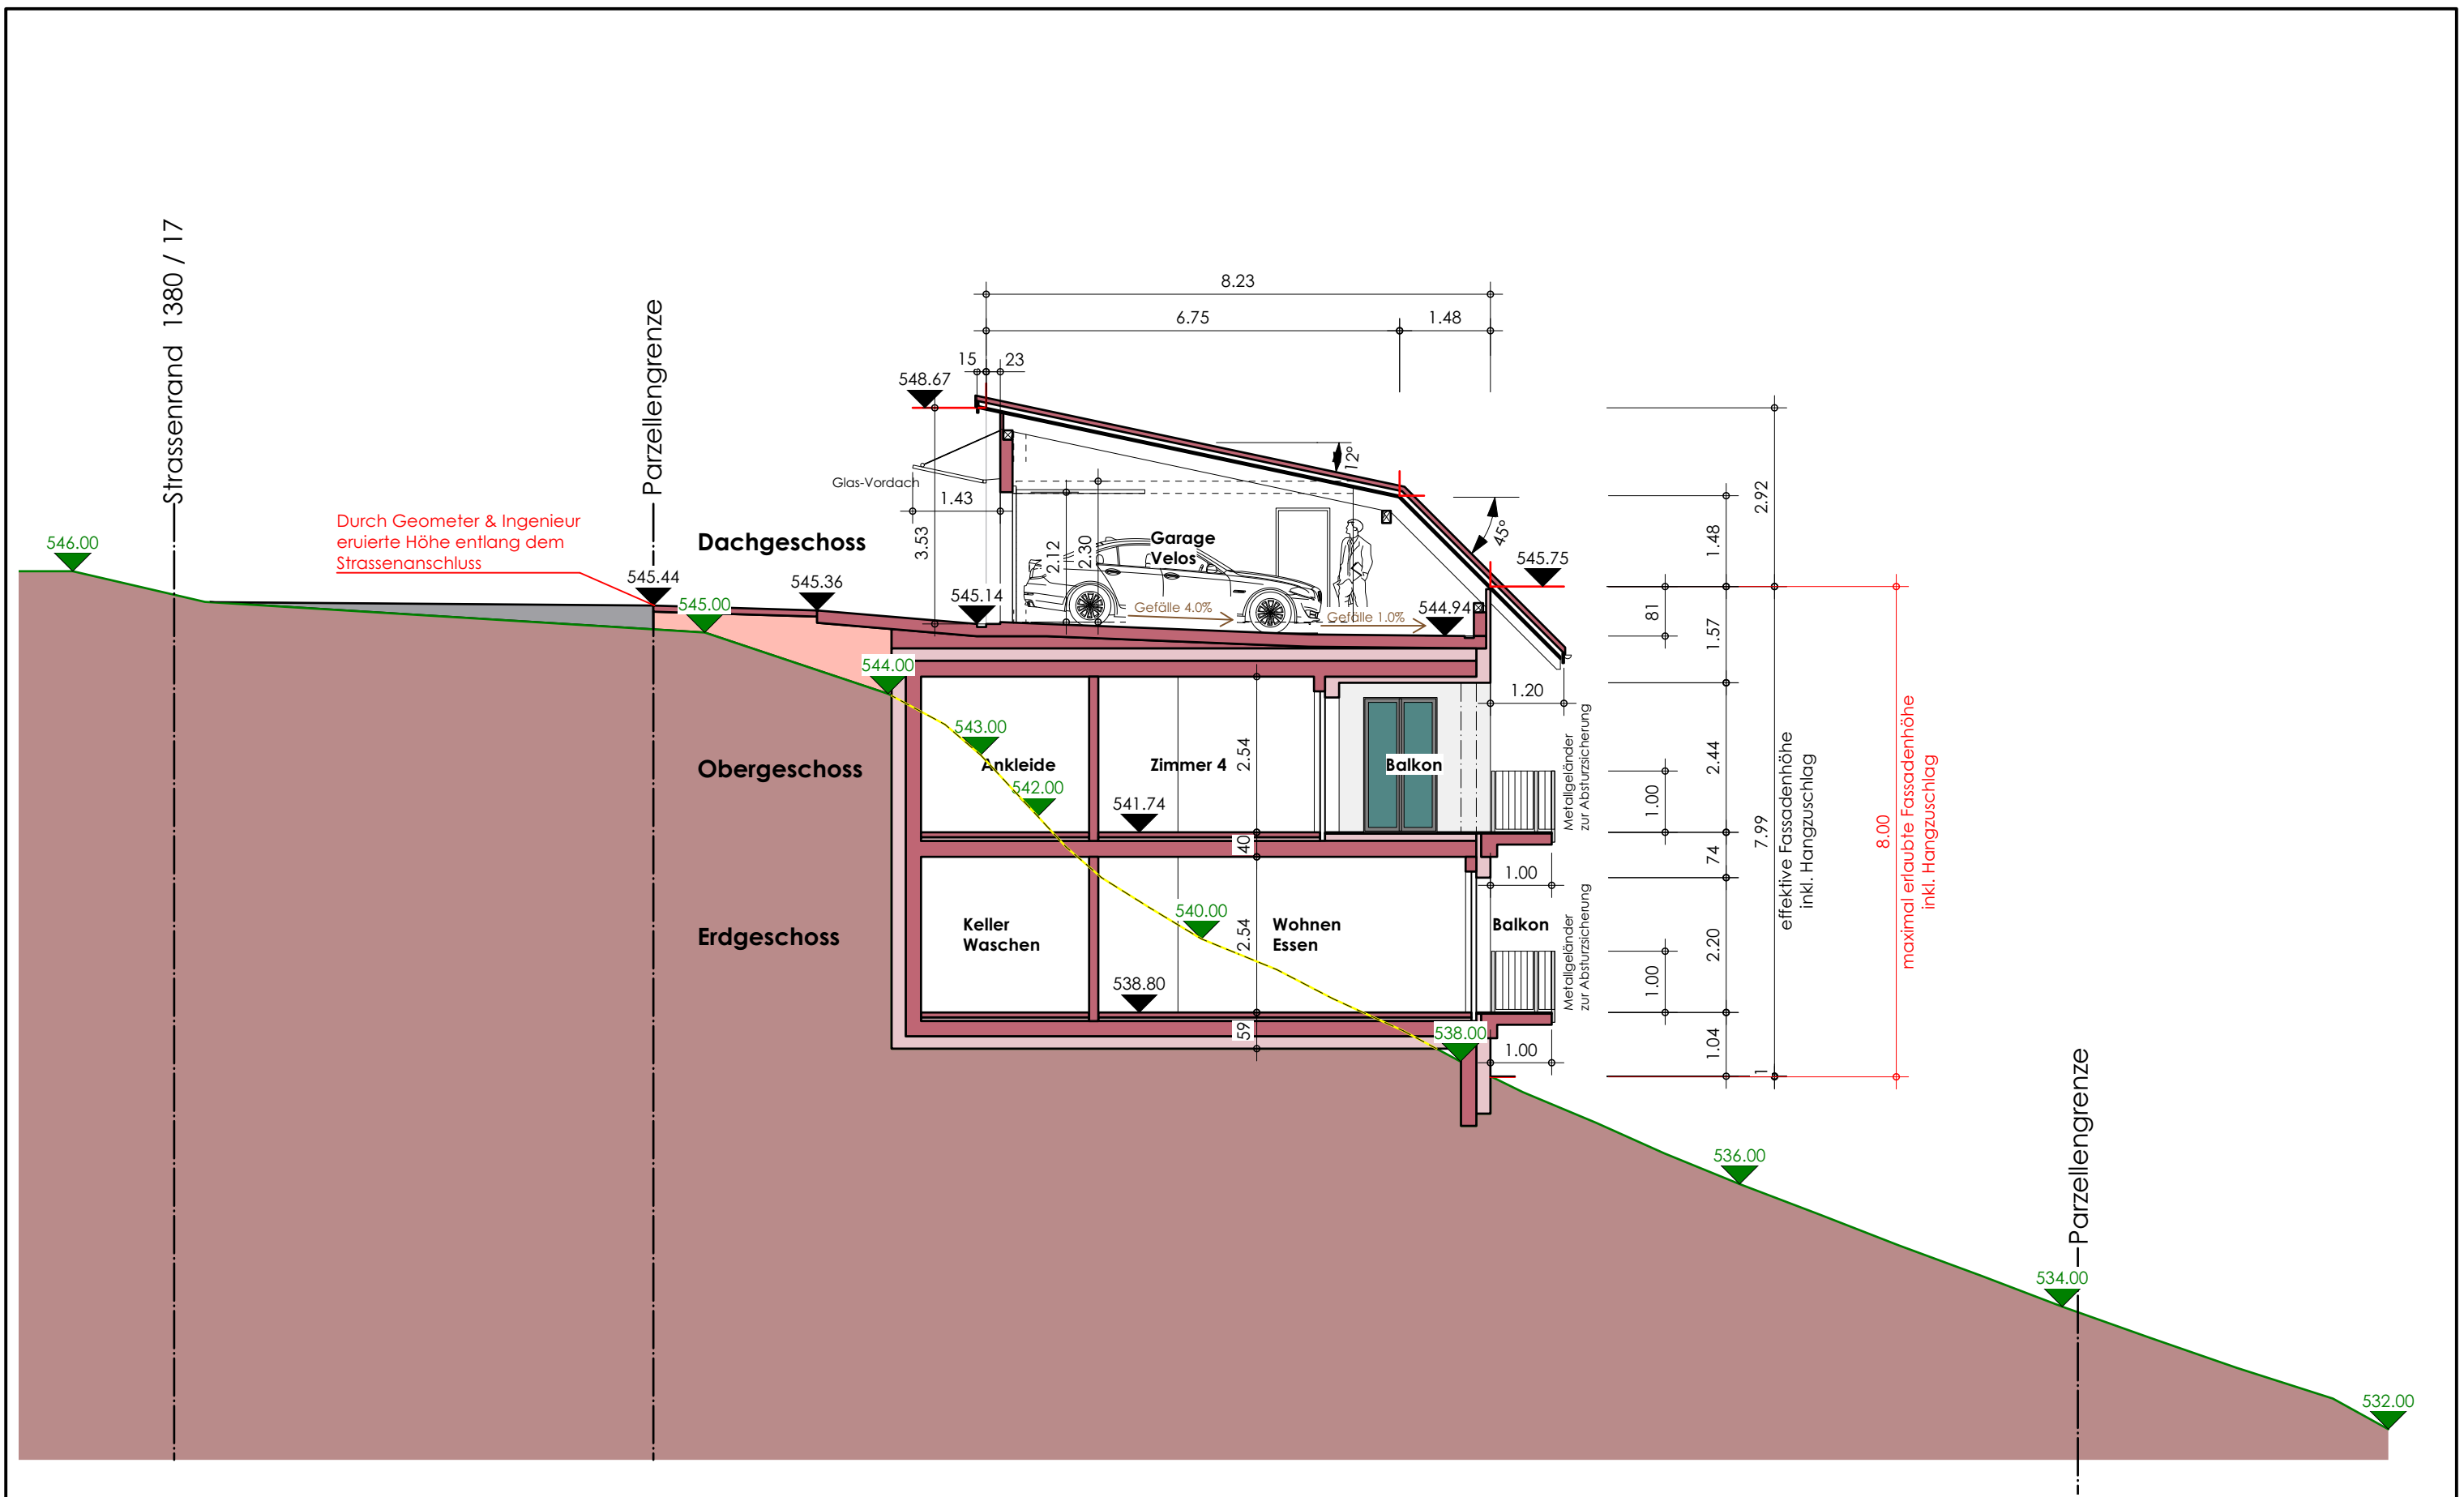 Strassenrand 1380 / 17
Parzellengrenze
8.23
6.75
1.48
15
23
548.67
12°
Glas-Vordach
1.43
3.53
2.12
2.30
45°
Garage
Velos
Durch Geometer & Ingenieur
eruierte Höhe entlang dem
Strassenanschluss
Dachgeschoss
546.00
545.44
545.36
545.00
545.14
Gefälle 4.0%
Gefälle 1.0%
544.94
545.75
544.00
543.00
542.00
Obergeschoss
Ankleide
Zimmer 4
2.54
Balkon
541.74
40
1.20
Metallgeländer
zur Absturzsicherung
1.00
Erdgeschoss
Keller
Waschen
540.00
2.54
Wohnen
Essen
Balkon
538.80
59
538.00
Metallgeländer
zur Absturzsicherung
1.00
81
1.00
1.00
1.48
1.57
2.44
74
2.20
1.04
2.92
7.99
1
effektive Fassadenhöhe
inkl. Hangzuschlag
8.00
maximal erlaubte Fassadenhöhe
inkl. Hangzuschlag
Parzellengrenze
536.00
534.00
532.00